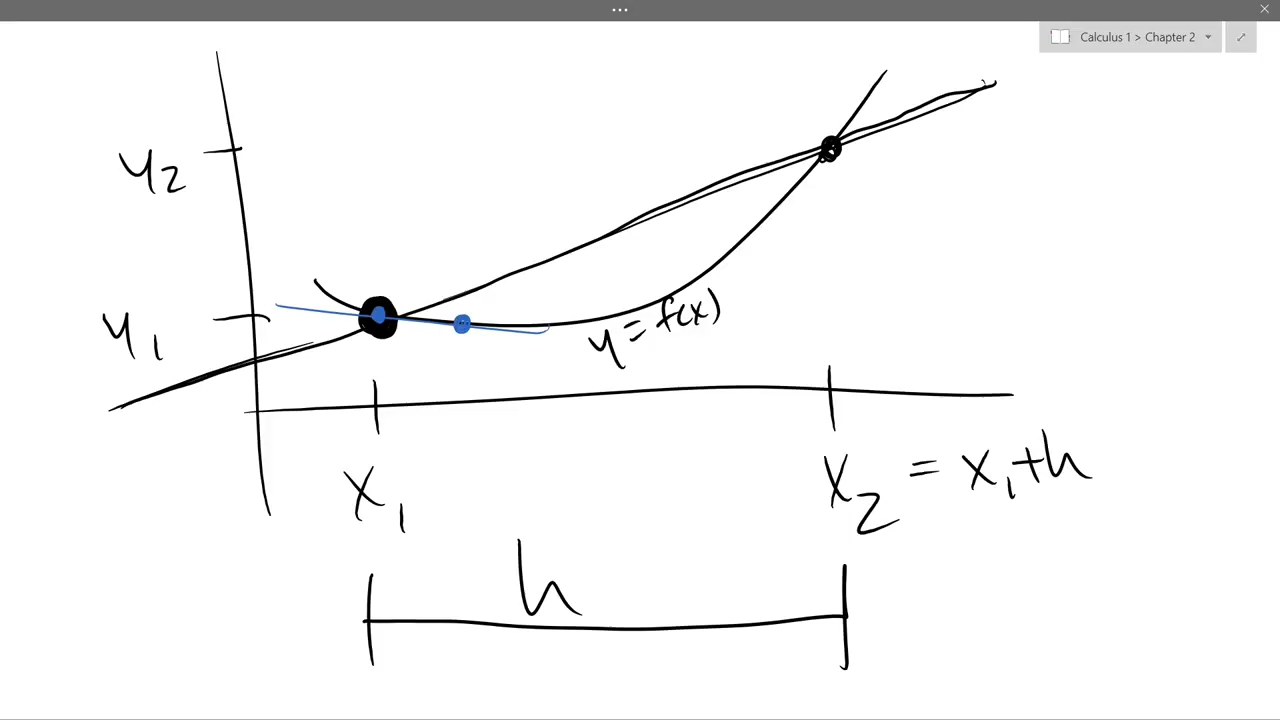 Calculus 1 > Chapter 2
y₂
y₁
y = f(x)
x₁
x₂ = x₁+h
h